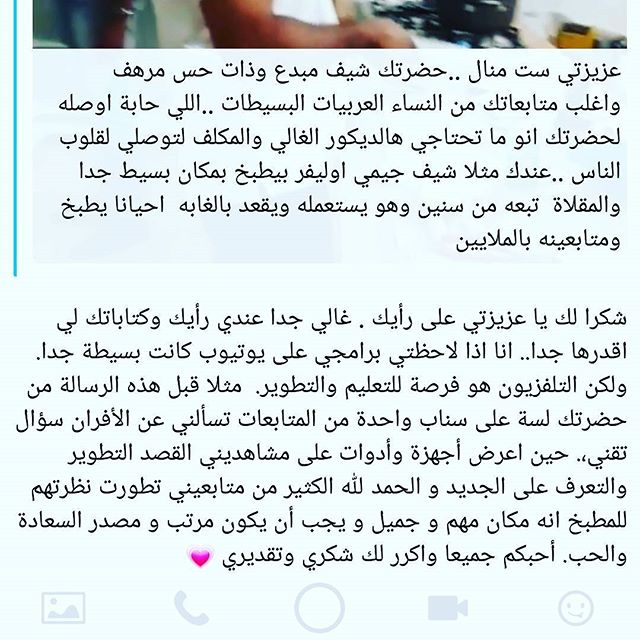 عزيزتي ست منال ..حضرتك شيف مبدع وذات حس مرهف
واغلب متابعاتك من النساء العربيات البسيطات ..اللي حابة اوصله
لحضرتك انو ما تحتاجي هالديكور الغالي والمكلف لتوصلي لقلوب
الناس ..عندك مثلا شيف جيمي اوليفر بيطبخ بمكان بسيط جدا
والمقلاة تبعه من سنين وهو يستعمله ويقعد بالغابه احيانا يطبخ
ومتابعينه بالملايين
شكرا لك يا عزيزتي على رأيك . غالي جدا عندي رأيك وكتاباتك لي
اقدرها جدا.. انا اذا لاحظتي برامجي على يوتيوب كانت بسيطة جدا.
ولكن التلفزيون هو فرصة للتعليم والتطوير. مثلا قبل هذه الرسالة من
حضرتك لسة على سناب واحدة من المتابعات تسألني عن الأفران سؤال
تقني،. حين اعرض أجهزة وأدوات على مشاهديني القصد التطوير
والتعرف على الجديد و الحمد لله الكثير من متابعيني تطورت نظرتهم
للمطبخ انه مكان مهم و جميل و يجب أن يكون مرتب و مصدر السعادة
والحب. أحبكم جميعا واكرر لك شكري وتقديري 💗